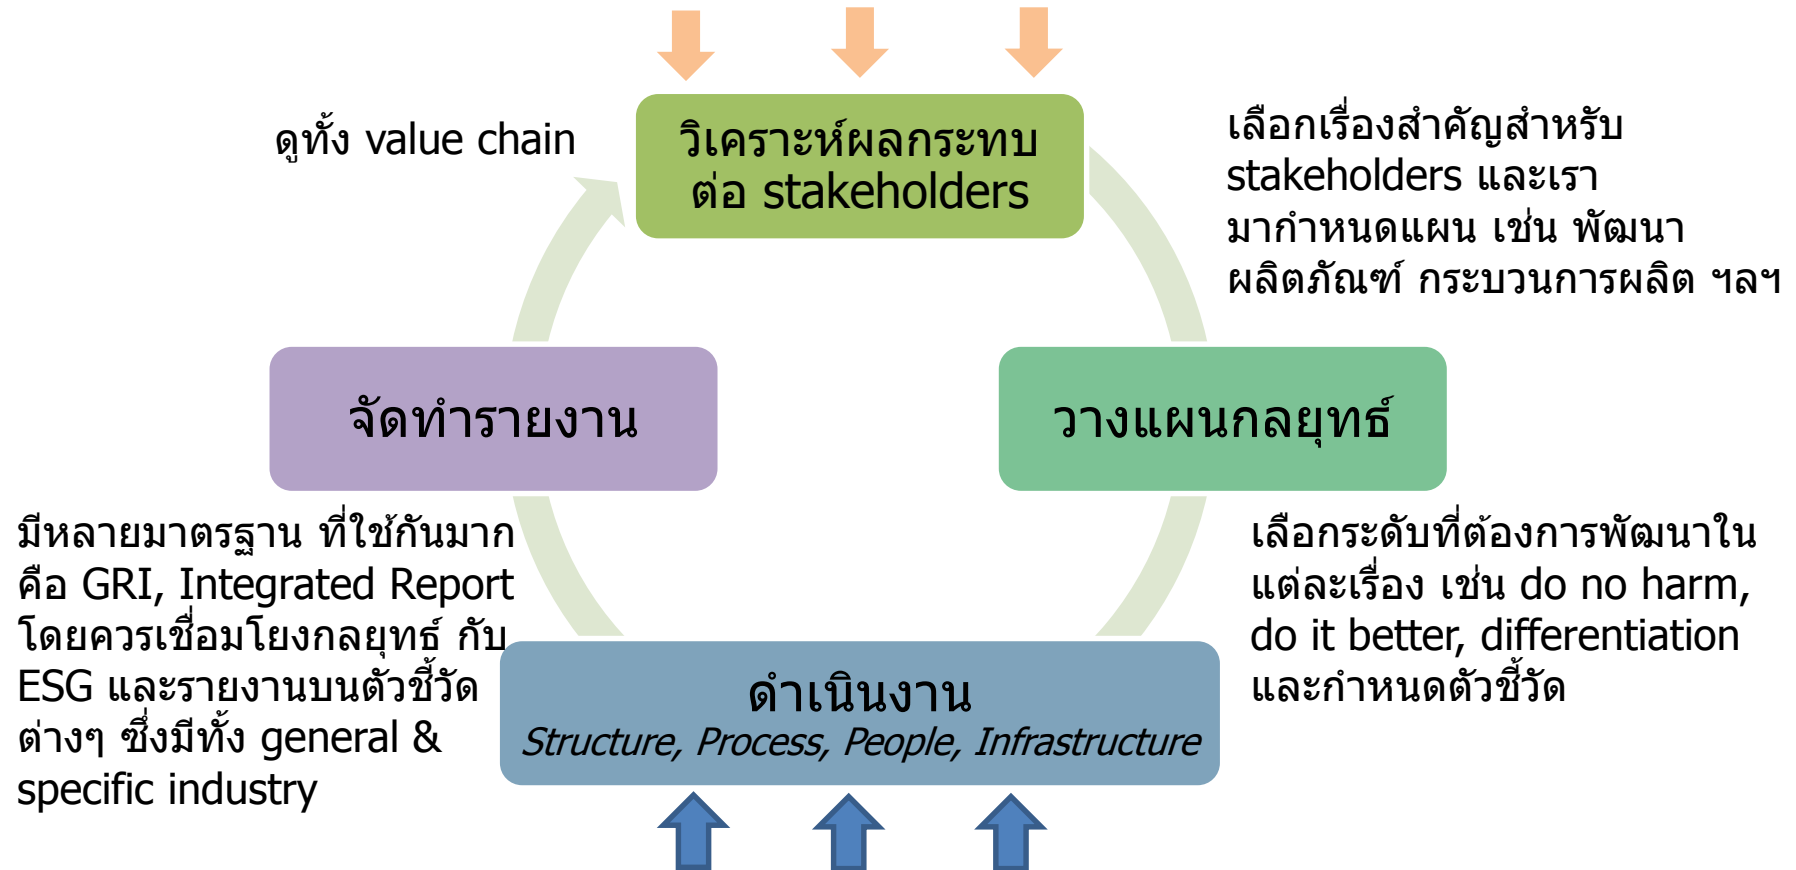 ดูทั้ง value chain
วิเคราะห์ผลกระทบ
ต่อ stakeholders
เลือกเรื่องสำคัญสำหรับ
stakeholders และเรา
มากำหนดแผน เช่น พัฒนา
ผลิตภัณฑ์ กระบวนการผลิต ฯลฯ
จัดทำรายงาน
วางแผนกลยุทธ์
มีหลายมาตรฐาน ที่ใช้กันมาก
คือ GRI, Integrated Report
โดยควรเชื่อมโยงกลยุทธ์ กับ
ESG และรายงานบนตัวชี้วัด
ต่างๆ ซึ่งมีทั้ง general &
specific industry
เลือกระดับที่ต้องการพัฒนาใน
แต่ละเรื่อง เช่น do no harm,
do it better, differentiation
และกำหนดตัวชี้วัด
ดำเนินงาน
Structure, Process, People, Infrastructure